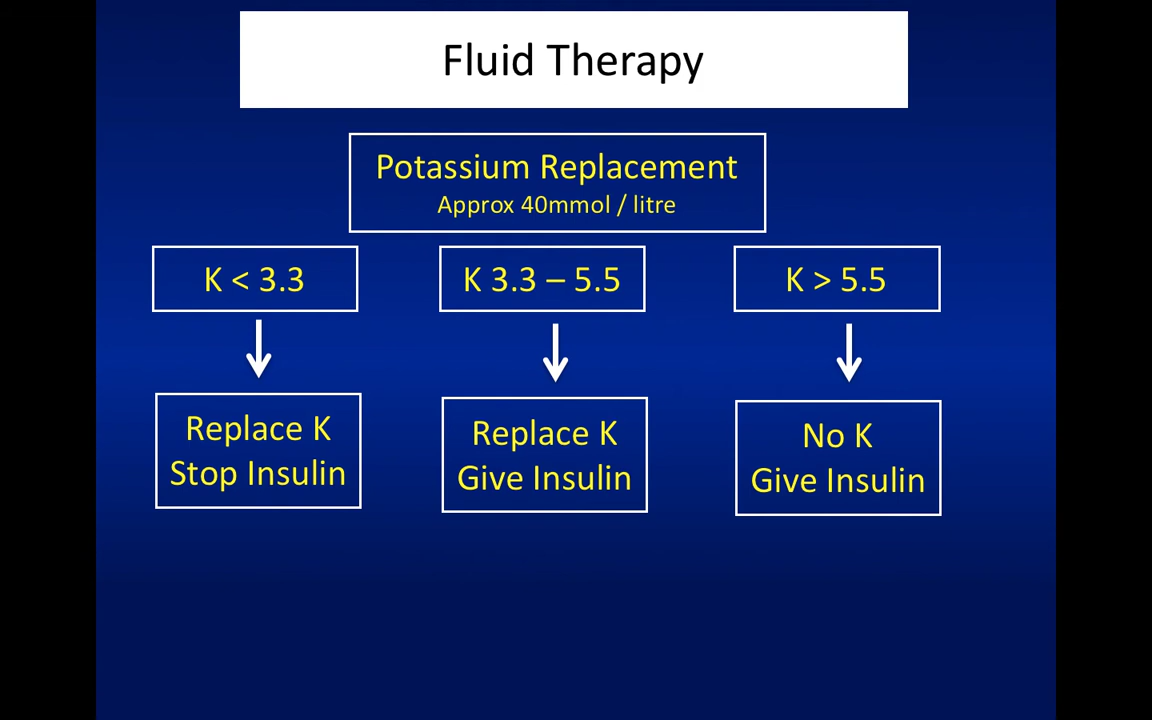 Fluid Therapy
Potassium Replacement
Approx 40mmol / litre
K < 3.3
K 3.3 – 5.5
K > 5.5
Replace K
Stop Insulin
Replace K
Give Insulin
No K
Give Insulin